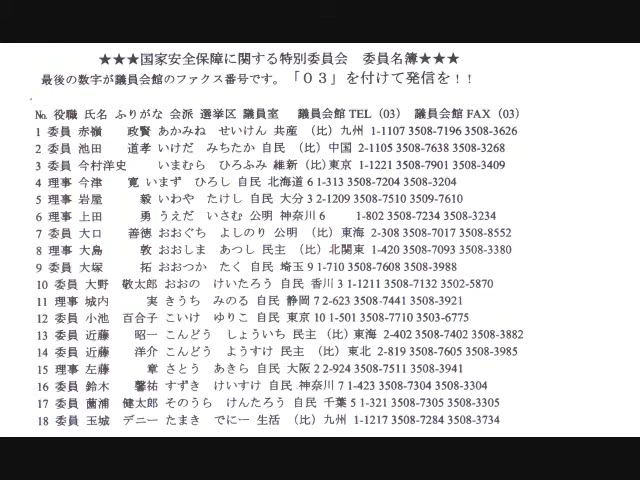 ★★★国家安全保障に関する特別委員会　委員名簿★★★
最後の数字が議員会館のファクス番号です。「０３」を付けて発信を！！
№ 役職 氏名 ふりがな 会派 選挙区 議員室　議員会館 TEL（03） 議員会館 FAX（03）
1 委員 赤嶺　政賢 あかみね　せいけん 共産　（比）九州 1-1107 3508-7196 3508-3626
2 委員 池田　道孝 いけだ　みちたか 自民　（比）中国 2-1105 3508-7638 3508-3268
3 委員 今村洋史　いまむら　ひろふみ 維新（比）東京 1-1221 3508-7901 3508-3409
4 理事 今津　寛 いまず　ひろし 自民 北海道 6 1-313 3508-7204 3508-3204
5 理事 岩屋　毅 いわや　たけし 自民 大分 3 2-1209 3508-7510 3509-7610
6 理事 上田　勇 うえだ　いさむ 公明 神奈川 6　1-802 3508-7234 3508-3234
7 委員 大口　善徳 おおぐち　よしのり 公明　（比）東海 2-308 3508-7017 3508-8552
8 理事 大島　敦 おおしま　あつし 民主　（比）北関東 1-420 3508-7093 3508-3380
9 委員 大塚　拓 おおつか　たく 自民 埼玉 9 1-710 3508-7608 3508-3988
10 委員 大野　敬太郎 おおの　けいたろう 自民 香川 3 1-1211 3508-7132 3502-5870
11 理事 城内　実 きうち　みのる 自民 静岡 7 2-623 3508-7441 3508-3921
12 委員 小池　百合子 こいけ　ゆりこ 自民 東京 10 1-501 3508-7710 3503-6775
13 委員 近藤　昭一 こんどう　しょういち 民主（比）東海 2-402 3508-7402 3508-3882
14 委員 近藤　洋介 こんどう　ようすけ 民主（比）東北 2-819 3508-7605 3508-3985
15 理事 左藤　章 さとう　あきら 自民 大阪 2 2-924 3508-7511 3508-3941
16 委員 鈴木　馨祐 すずき　けいすけ 自民 神奈川 7 1-423 3508-7304 3508-3304
17 委員 薗浦　健太郎 そのうら　けんたろう 自民 千葉 5 1-321 3508-7305 3508-3305
18 委員 玉城　デニー たまき　でにー 生活　（比）九州 1-1217 3508-7284 3508-3734